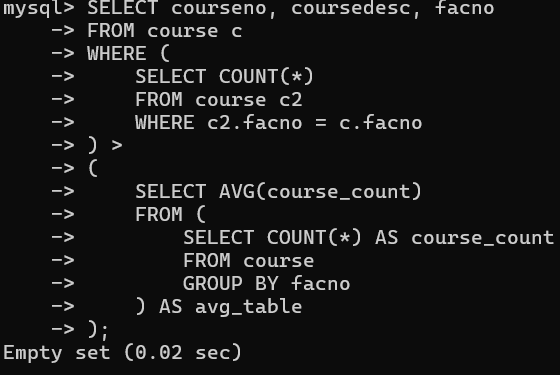 mysql> SELECT courseno, coursedesc, facno
    -> FROM course c
    -> WHERE (
    ->     SELECT COUNT(*)
    ->     FROM course c2
    ->     WHERE c2.facno = c.facno
    -> ) >
    -> (
    ->     SELECT AVG(course_count)
    ->     FROM (
    ->         SELECT COUNT(*) AS course_count
    ->         FROM course
    ->         GROUP BY facno
    ->     ) AS avg_table
    -> );
Empty set (0.02 sec)